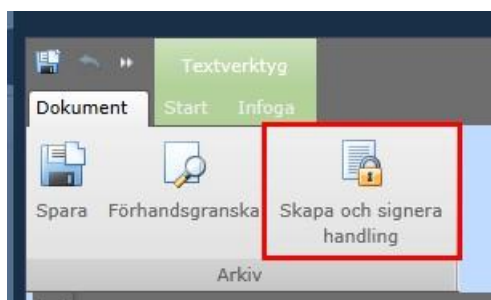 Textverktyg
Dokument Start Infoga
Spara Förhandsgranska Skapa och signera
handling
Arkiv